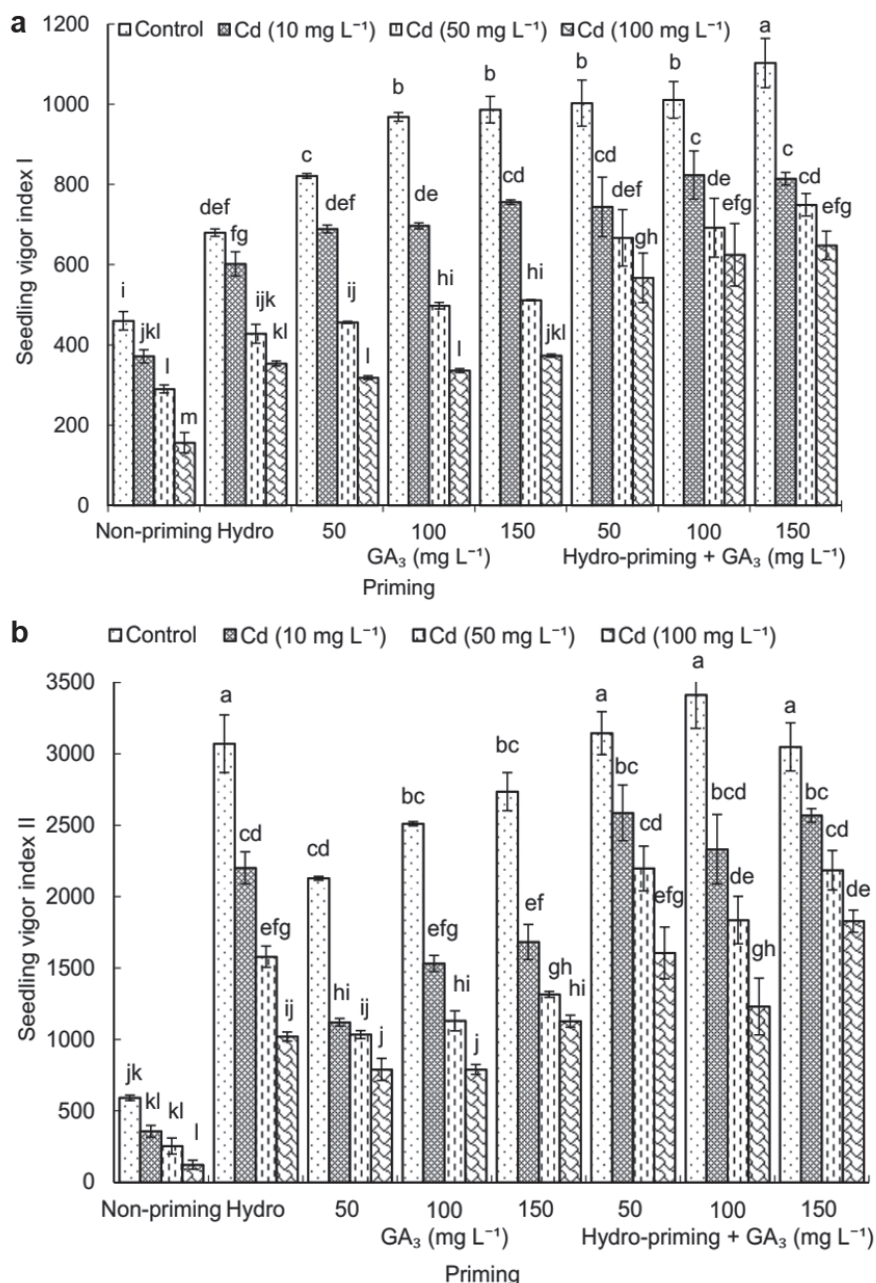 a
Control Cd (10 mg L⁻¹) Cd (50 mg L⁻¹) Cd (100 mg L⁻¹)
Seedling vigor index I
1200
1000
800
600
400
200
0
i jkl l m
def fg ijk kl
c def ij l
b de hi l
b cd hi jkl
b cd def gh
b c de efg
a c cd efg
Non-priming Hydro 50 100 150 50 100 150
GA₃ (mg L⁻¹) Hydro-priming + GA₃ (mg L⁻¹)
Priming
b
Control Cd (10 mg L⁻¹) Cd (50 mg L⁻¹) Cd (100 mg L⁻¹)
Seedling vigor index II
3500
3000
2500
2000
1500
1000
500
0
jk kl kl l
a cd efg ij
cd hi ij j
bc efg hi j
bc ef gh hi
a bc cd efg
a bcd de gh
a bc cd de
Non-priming Hydro 50 100 150 50 100 150
GA₃ (mg L⁻¹) Hydro-priming + GA₃ (mg L⁻¹)
Priming